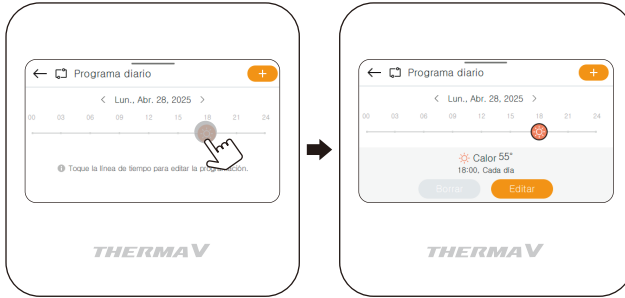 Programa diario
+
< Lun., Abr. 28, 2025 >
00 03 06 09 12 15 18 21 24
Toque la línea de tiempo para editar la programación.
THERMA V
Programa diario
+
< Lun., Abr. 28, 2025 >
00 03 06 09 12 15 18 21 24
Calor 55°
18:00, Cada día
Borrar Editar
THERMA V